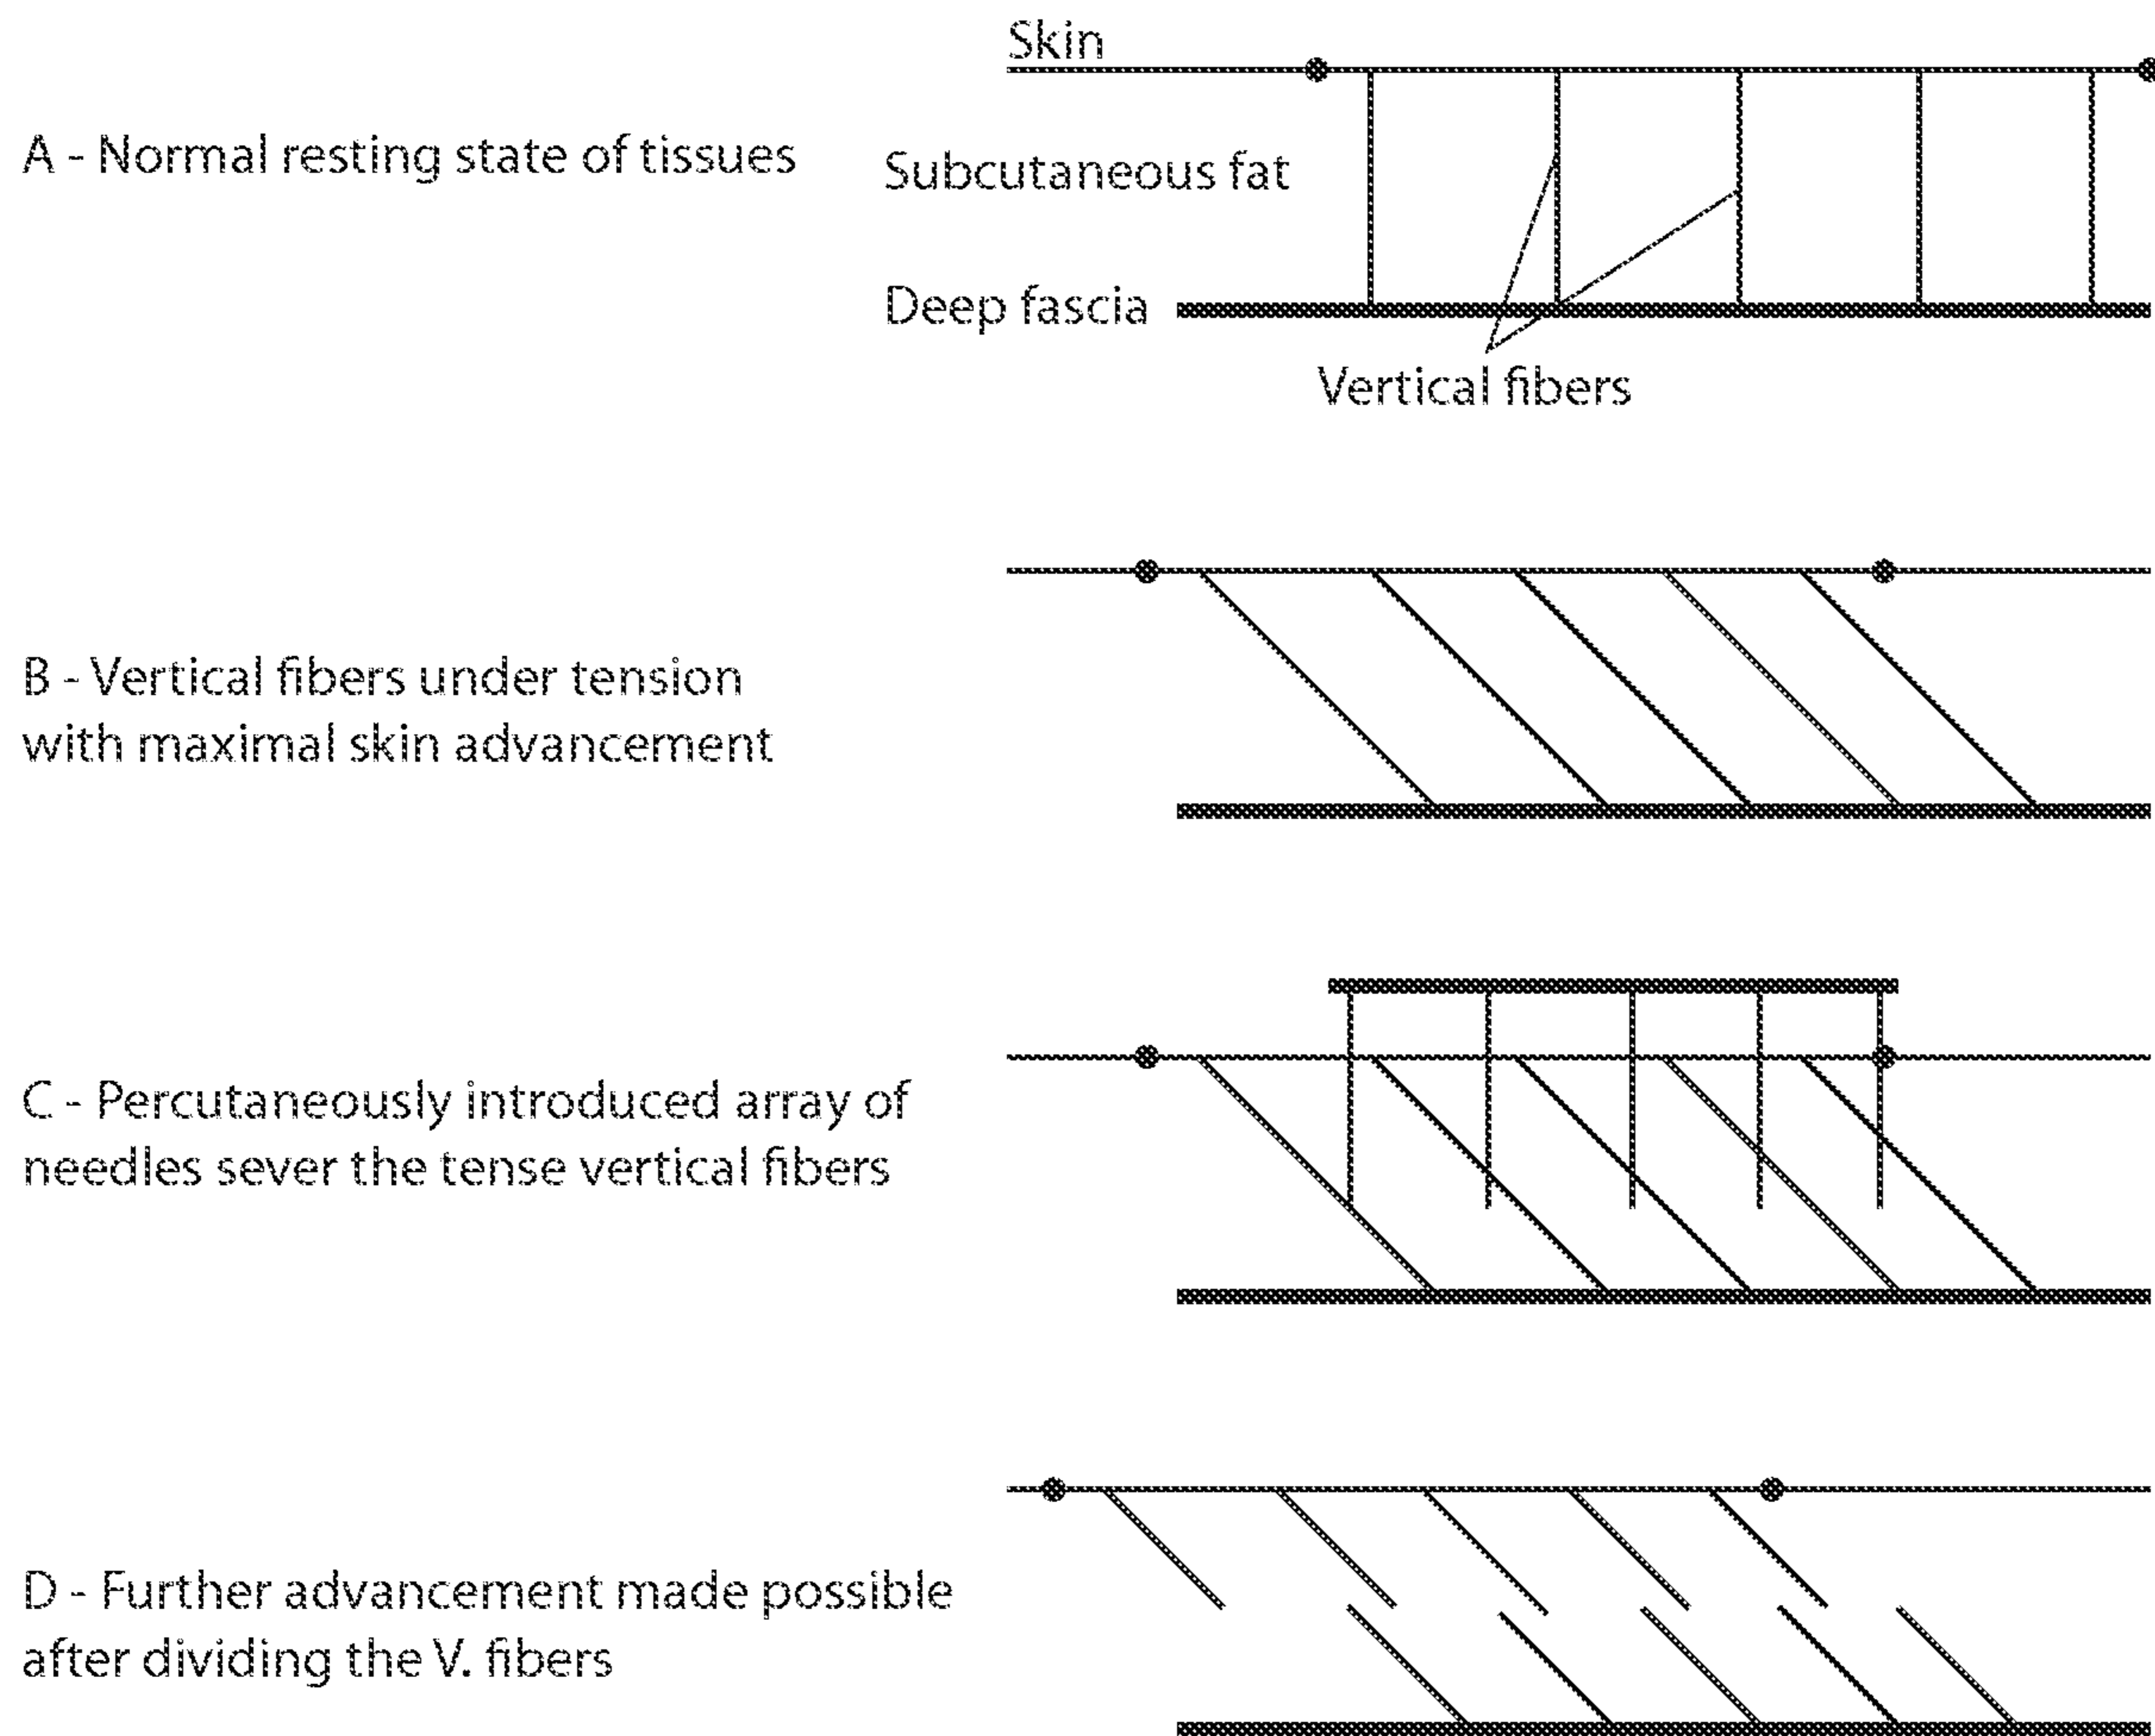 Skin
A - Normal resting state of tissues
Subcutaneous fat
Deep fascia
Vertical fibers
B - Vertical fibers under tension
with maximal skin advancement
C - Percutaneously introduced array of
needles sever the tense vertical fibers
D - Further advancement made possible
after dividing the V. fibers